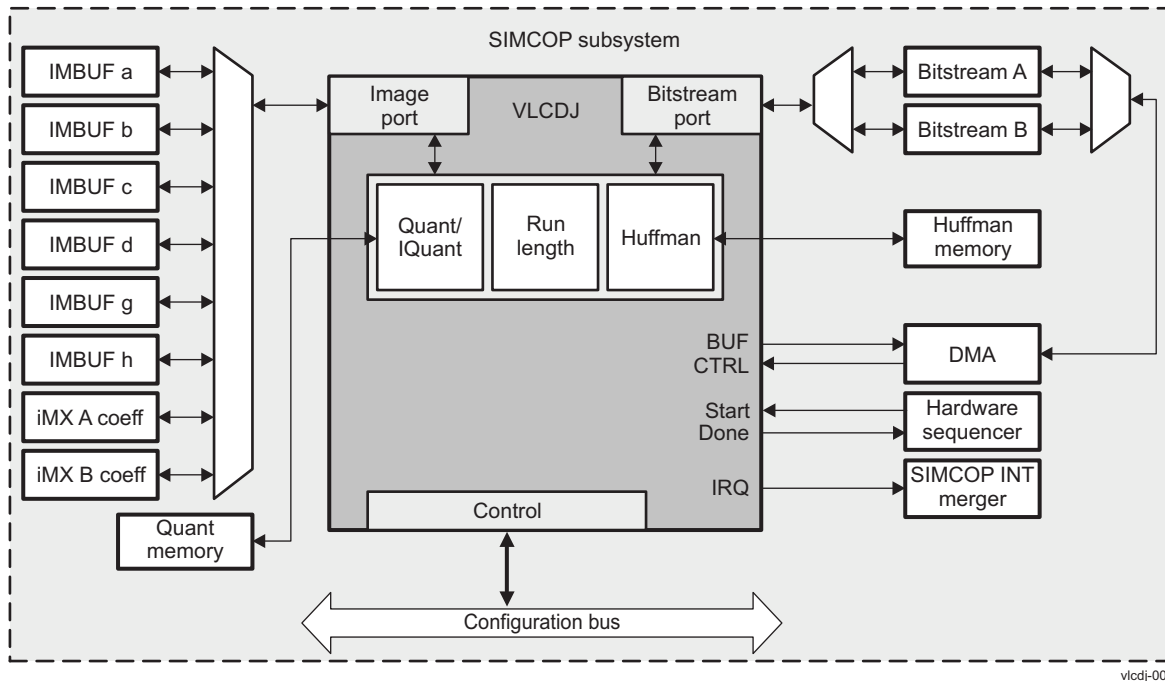 SIMCOP subsystem
IMBUF a
IMBUF b
IMBUF c
IMBUF d
IMBUF g
IMBUF h
iMX A coeff
iMX B coeff
Quant
memory
Image
port
VLCDJ
Bitstream
port
Quant/
IQuant
Run
length
Huffman
BUF
CTRL
Start
Done
IRQ
Control
Configuration bus
Bitstream A
Bitstream B
Huffman
memory
DMA
Hardware
sequencer
SIMCOP INT
merger